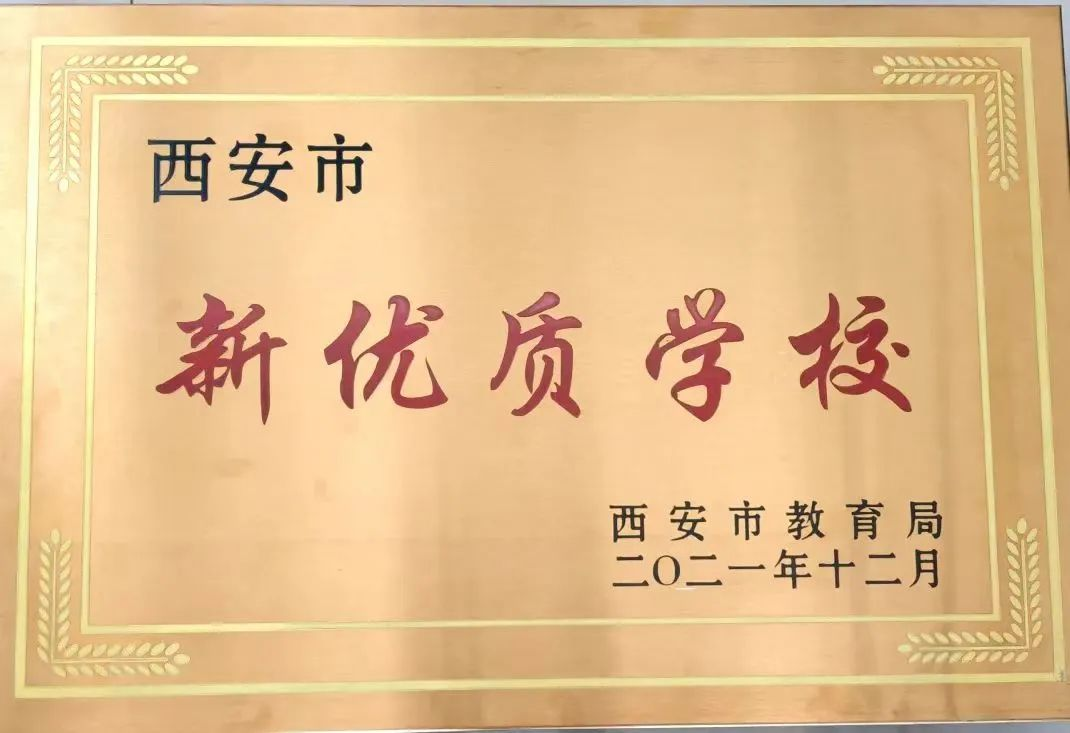 西安市
新优质学校
西安市教育局
二〇二一年十二月